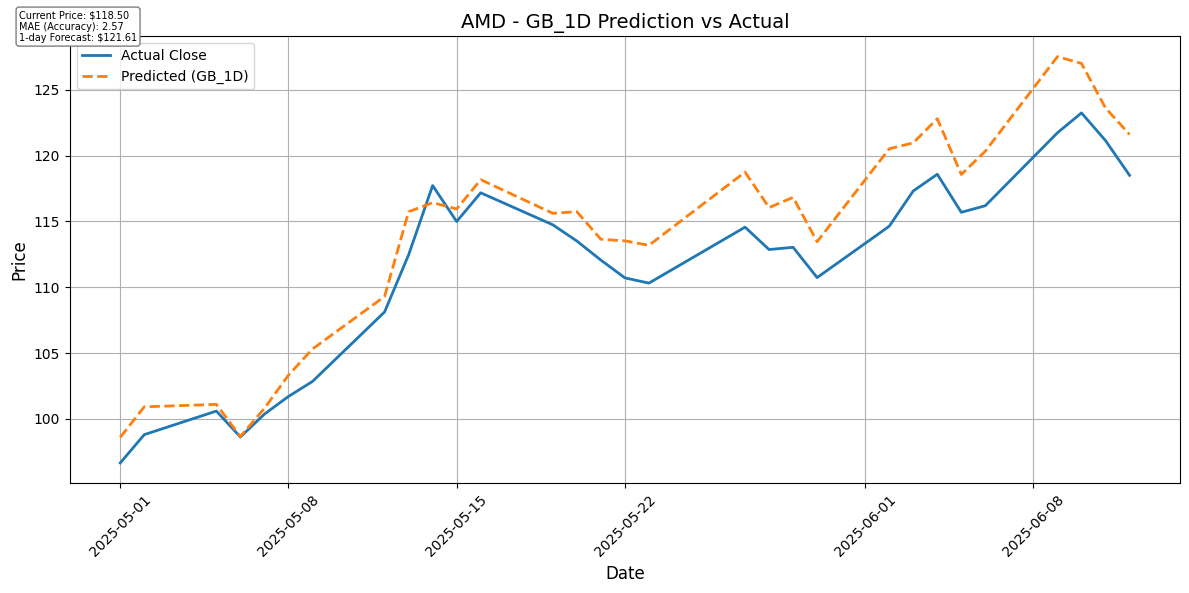 AMD - GB_1D Prediction vs Actual
Current Price: $118.50
MAE (Accuracy): 2.57
1-day Forecast: $121.61
Actual Close
Predicted (GB_1D)
Price
125
120
115
110
105
100
2025-05-01
2025-05-08
2025-05-15
2025-05-22
2025-06-01
2025-06-08
Date